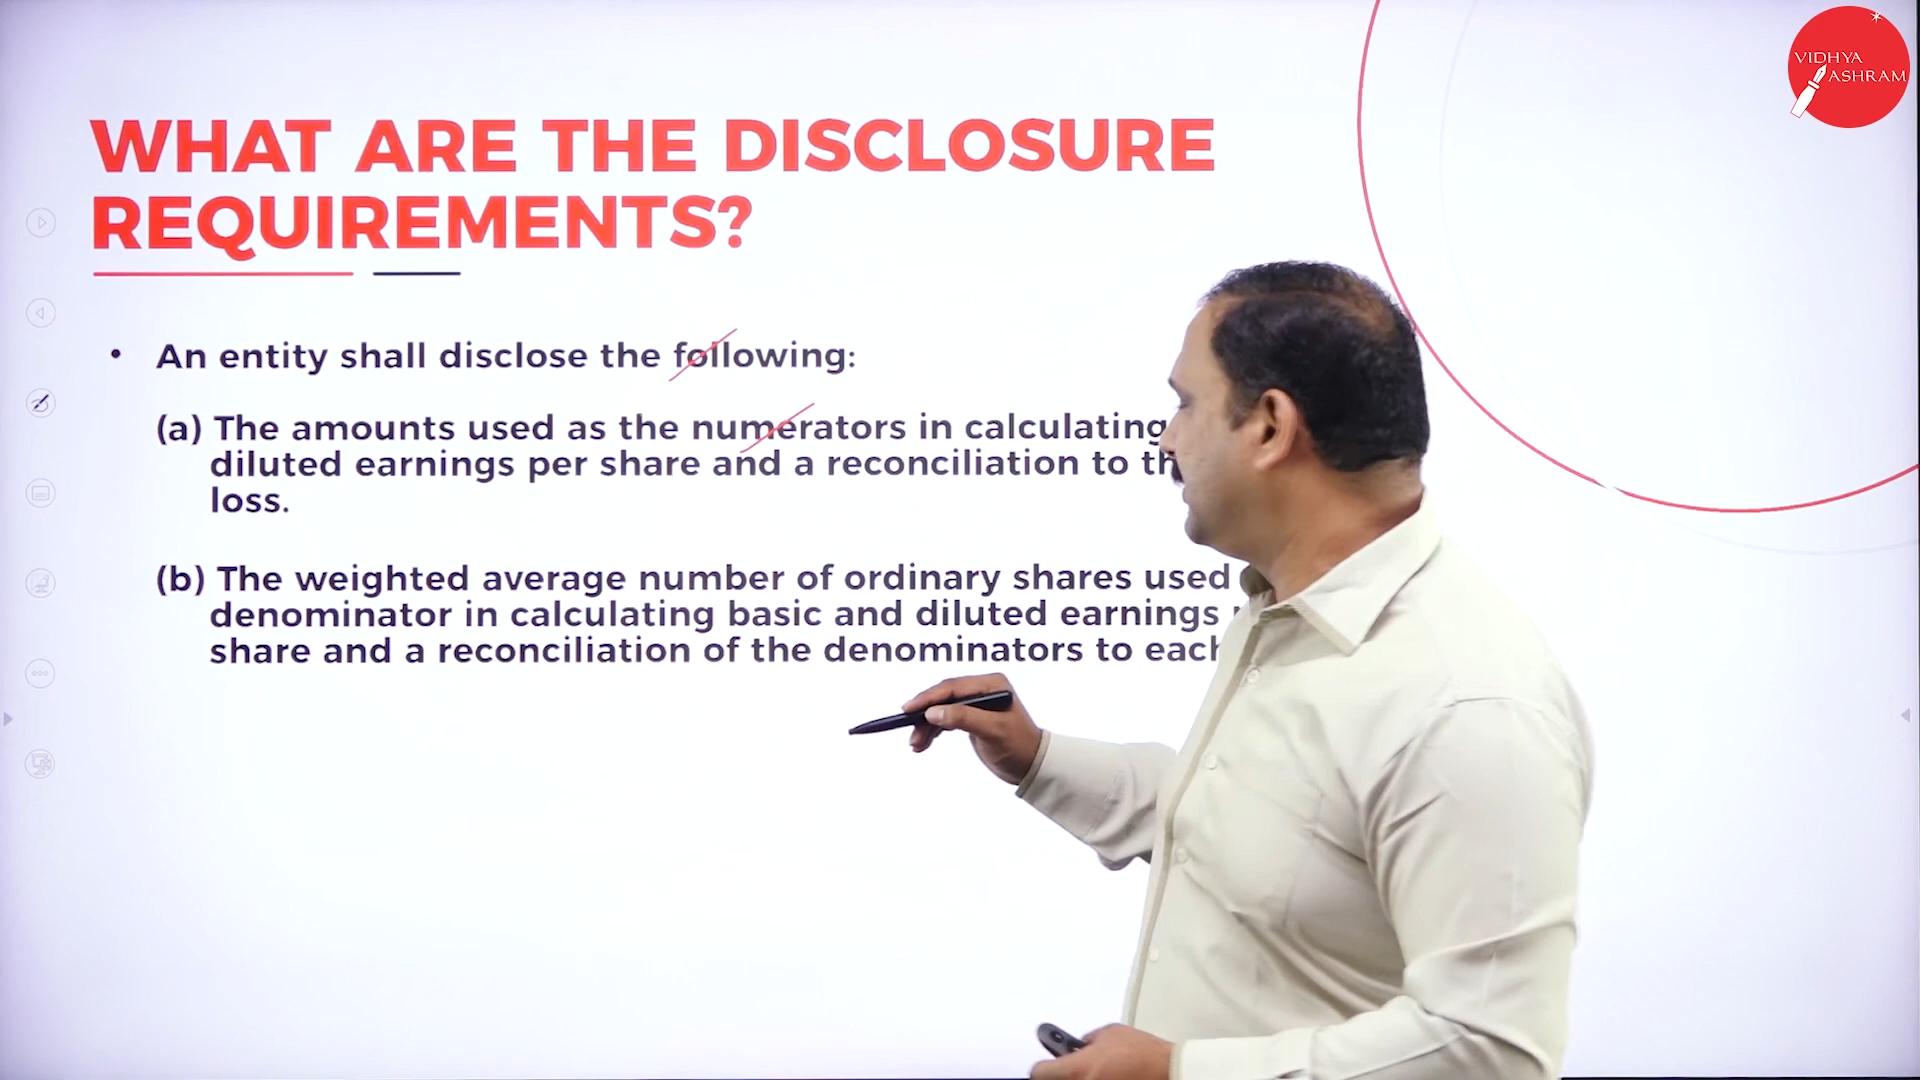 VIDHYA
ASHRAM
WHAT ARE THE DISCLOSURE
REQUIREMENTS?
• An entity shall disclose the following:
(a) The amounts used as the numerators in calculating
diluted earnings per share and a reconciliation to
loss.
(b) The weighted average number of ordinary shares used
denominator in calculating basic and diluted earnings
share and a reconciliation of the denominators to each